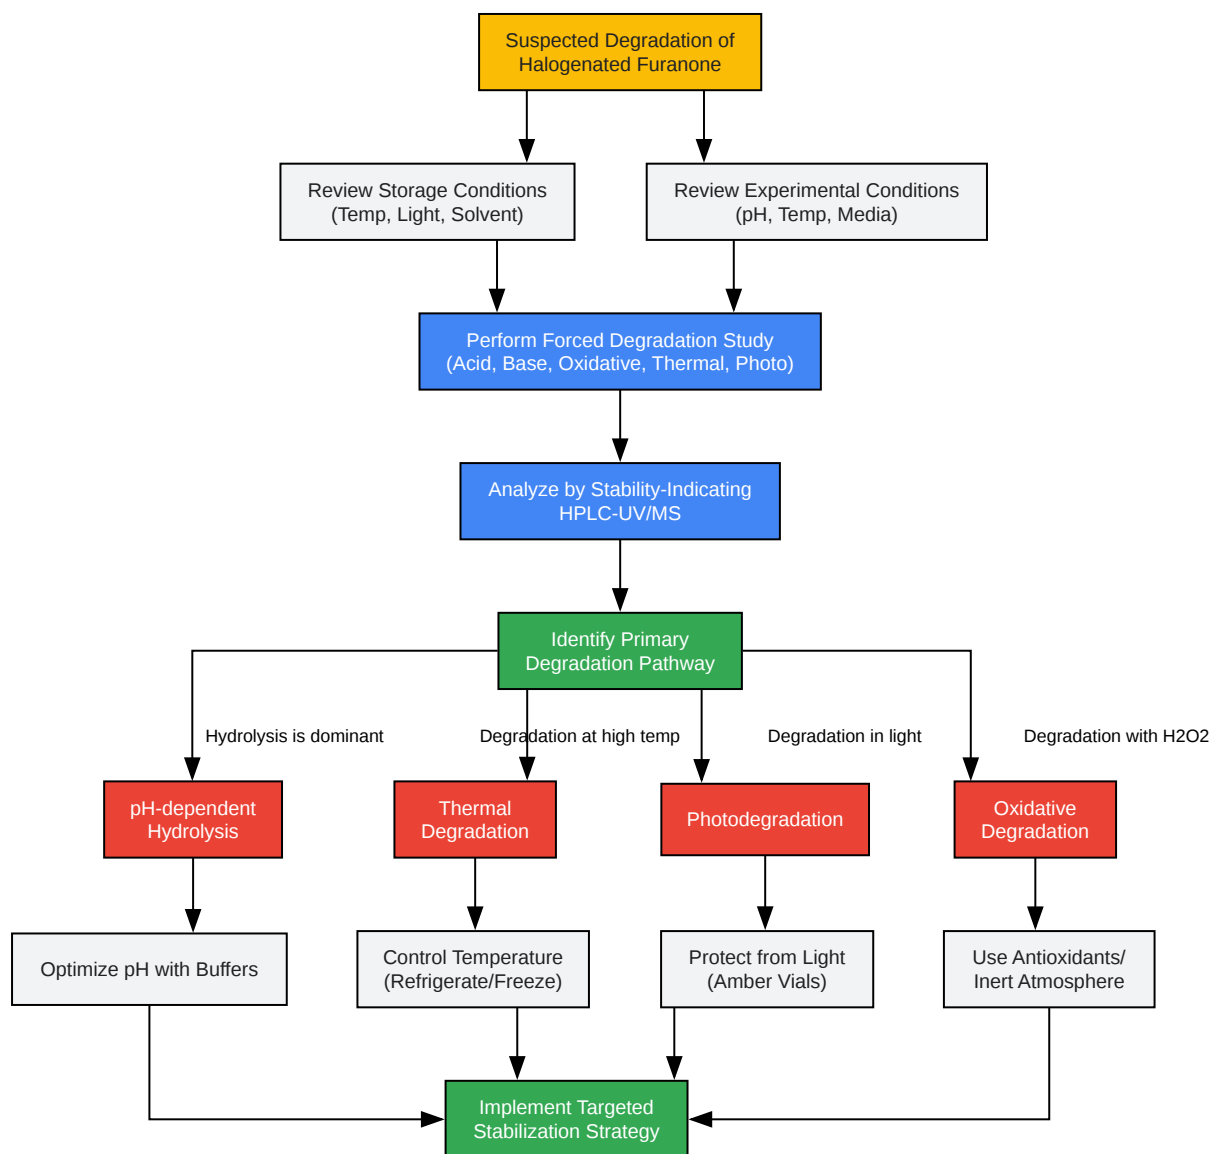 Suspected Degradation of
Halogenated Furanone
Review Storage Conditions
(Temp, Light, Solvent)
Review Experimental Conditions
(pH, Temp, Media)
Perform Forced Degradation Study
(Acid, Base, Oxidative, Thermal, Photo)
Analyze by Stability-Indicating
HPLC-UV/MS
Identify Primary
Degradation Pathway
Hydrolysis is dominant
Degradation at high temp
Degradation in light
Degradation with H2O2
pH-dependent
Hydrolysis
Thermal
Degradation
Photodegradation
Oxidative
Degradation
Optimize pH with Buffers
Control Temperature
(Refrigerate/Freeze)
Protect from Light
(Amber Vials)
Use Antioxidants/
Inert Atmosphere
Implement Targeted
Stabilization Strategy